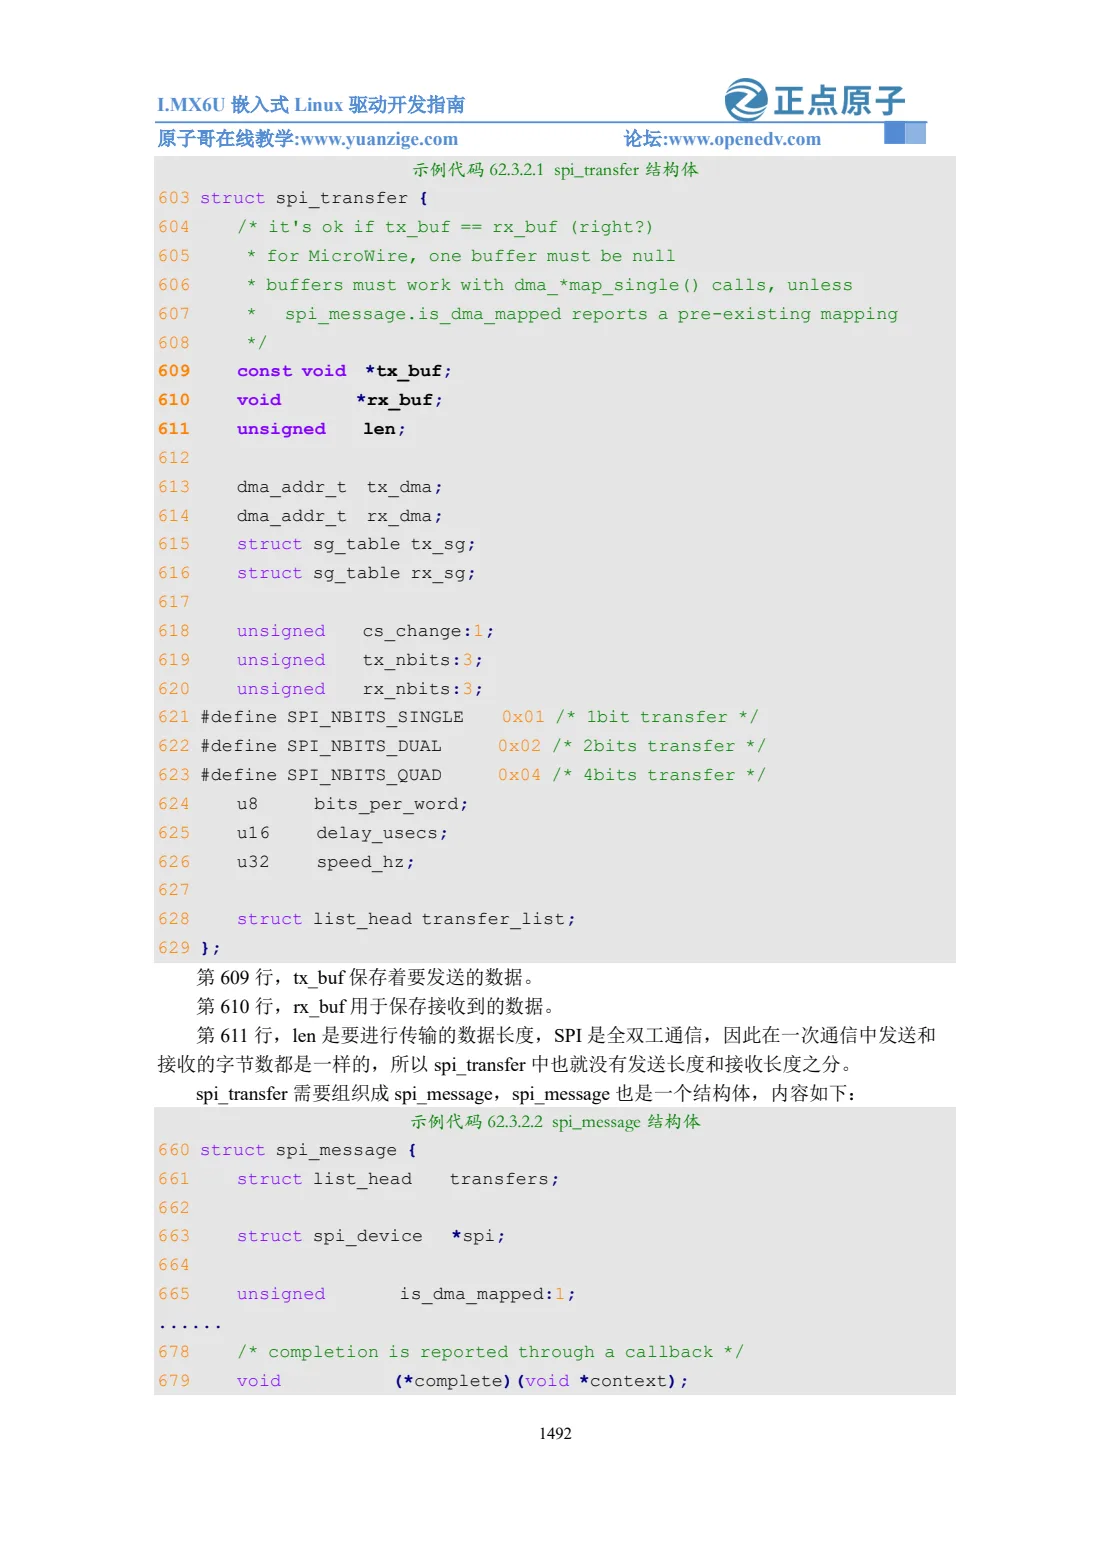 I.MX6U 嵌入式 Linux 驱动开发指南
正点原子
原子哥在线教学:www.yuanzige.com 论坛:www.openedv.com
示例代码 62.3.2.1 spi_transfer 结构体
603 struct spi_transfer {
604 /* it's ok if tx_buf == rx_buf (right?)
605 * for MicroWire, one buffer must be null
606 * buffers must work with dma_*map_single() calls, unless
607 * spi_message.is_dma_mapped reports a pre-existing mapping
608 */
609 const void *tx_buf;
610 void *rx_buf;
611 unsigned len;
612
613 dma_addr_t tx_dma;
614 dma_addr_t rx_dma;
615 struct sg_table tx_sg;
616 struct sg_table rx_sg;
617
618 unsigned cs_change:1;
619 unsigned tx_nbits:3;
620 unsigned rx_nbits:3;
621 #define SPI_NBITS_SINGLE 0x01 /* 1bit transfer */
622 #define SPI_NBITS_DUAL 0x02 /* 2bits transfer */
623 #define SPI_NBITS_QUAD 0x04 /* 4bits transfer */
624 u8 bits_per_word;
625 u16 delay_usecs;
626 u32 speed_hz;
627
628 struct list_head transfer_list;
629 };
第 609 行，tx_buf 保存着要发送的数据。
第 610 行，rx_buf 用于保存接收到的数据。
第 611 行，len 是要进行传输的数据长度，SPI 是全双工通信，因此在一次通信中发送和
接收的字节数都是一样的，所以 spi_transfer 中也就没有发送长度和接收长度之分。
spi_transfer 需要组织成 spi_message，spi_message 也是一个结构体，内容如下：
示例代码 62.3.2.2 spi_message 结构体
660 struct spi_message {
661 struct list_head transfers;
662
663 struct spi_device *spi;
664
665 unsigned is_dma_mapped:1;
......
678 /* completion is reported through a callback */
679 void (*complete)(void *context);
1492